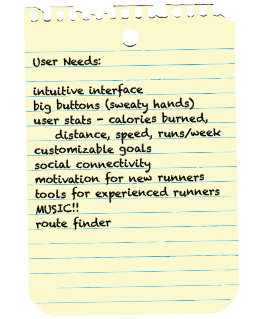 User Needs:
intuitive interface
big buttons (sweaty hands)
user stats - calories burned,
distance, speed, runs/week
customizable goals
social connectivity
motivation for new runners
tools for experienced runners
MUSIC!!
route finder